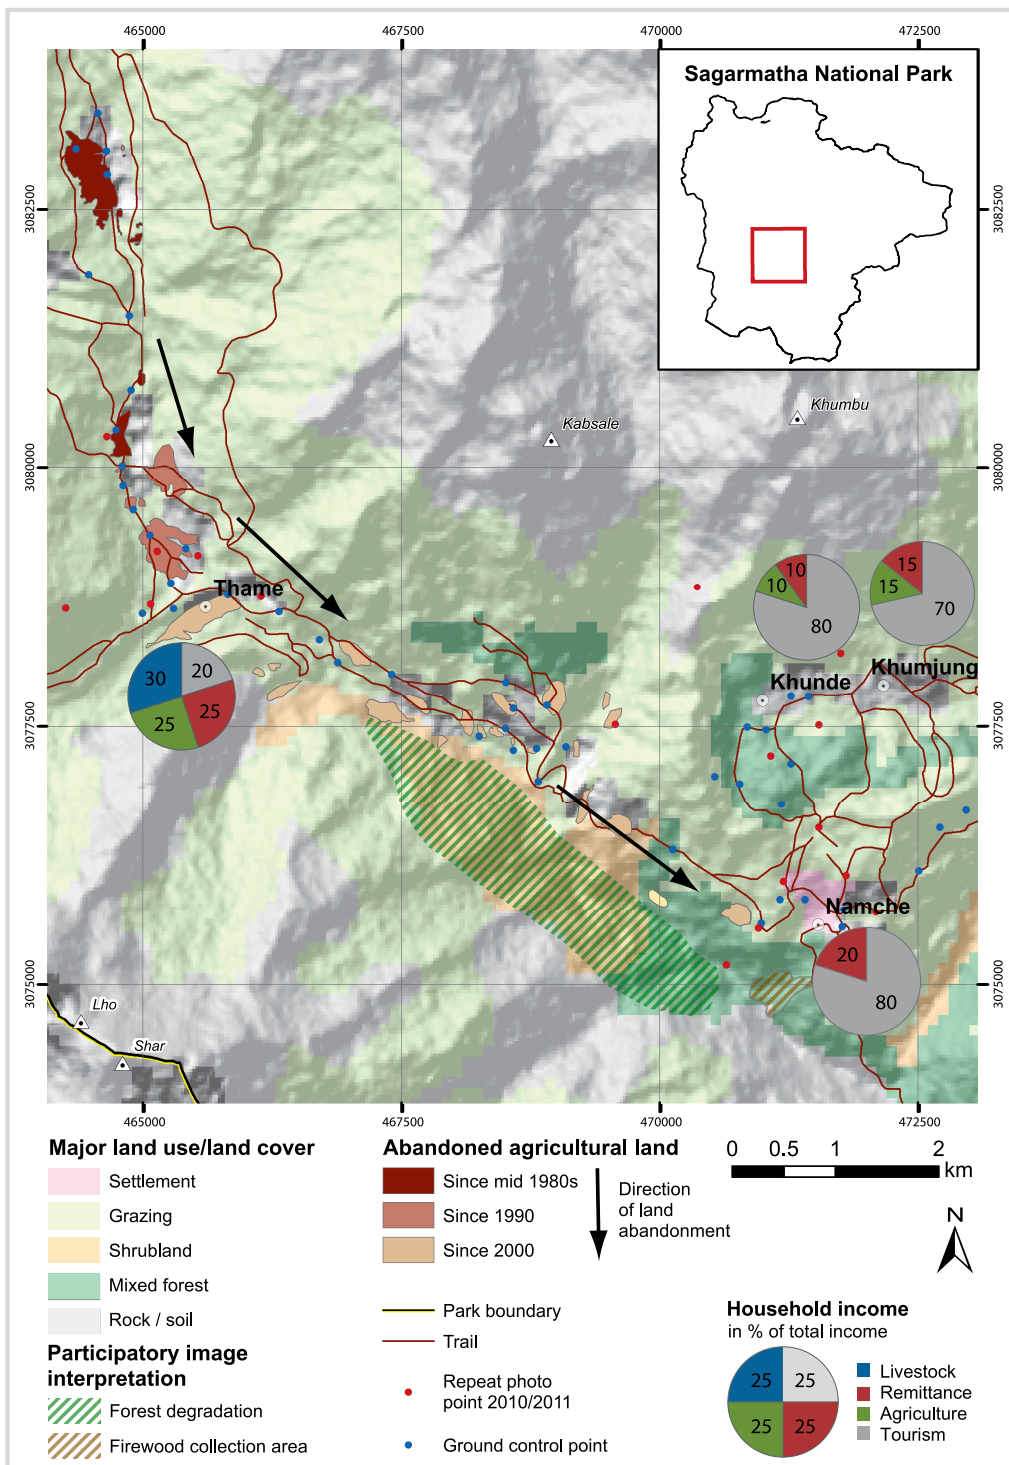 465000
467500
470000
472500
Sagarmatha National Park
3082500
3082500
Kabsale
Khumbu
3080000
3080000
10
10
80
15
15
70
Thame
30
20
25
25
Khunde
Khumjung
3077500
3077500
Namche
20
80
3075000
3075000
Lho
Shar
465000
467500
470000
472500
Major land use/land cover
Settlement
Grazing
Shrubland
Mixed forest
Rock / soil
Participatory image
interpretation
Forest degradation
Firewood collection area
Abandoned agricultural land
Since mid 1980s
Since 1990
Since 2000
Direction
of land
abandonment
Park boundary
Trail
Repeat photo
point 2010/2011
Ground control point
0 0.5 1 2
km
N
Household income
in % of total income
25 25
25 25
Livestock
Remittance
Agriculture
Tourism